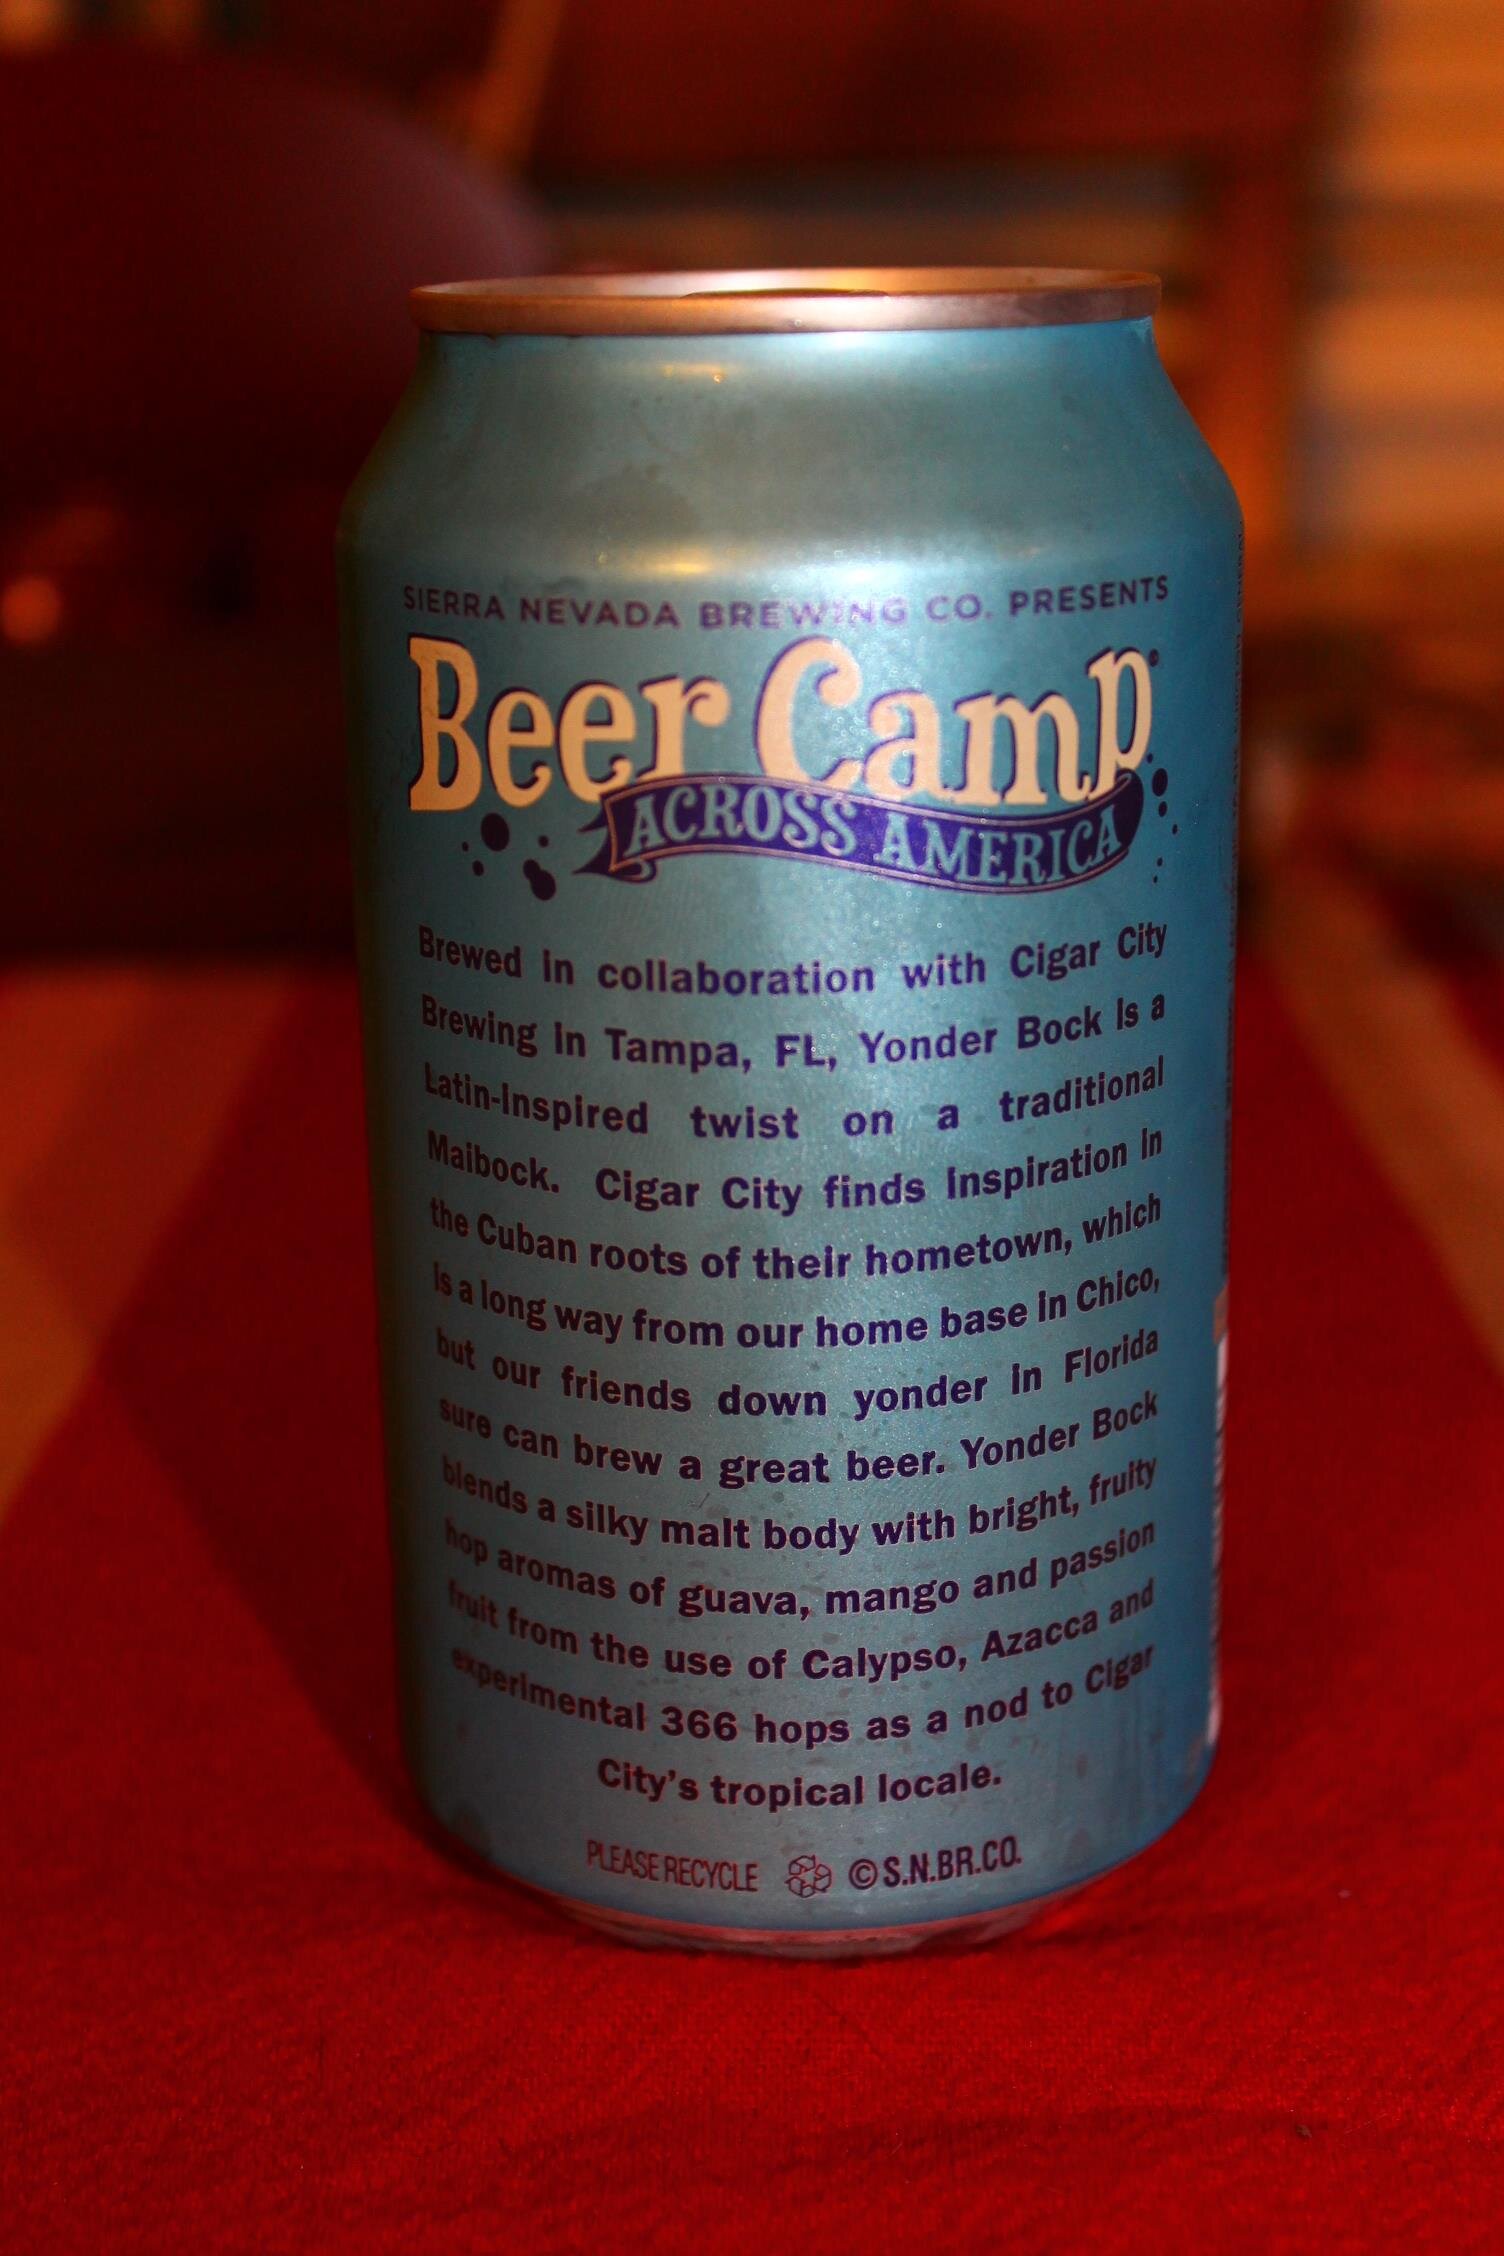 SIERRA NEVADA BREWING CO. PRESENTS
Beer Camp
ACROSS AMERICA
Brewed in collaboration with Cigar City
Brewing in Tampa, FL, Yonder Bock is a
Latin-inspired twist on a traditional
Maibock. Cigar City finds inspiration in
the Cuban roots of their hometown, which
is a long way from our home base in Chico,
but our friends down yonder in Florida
sure can brew a great beer. Yonder Bock
blends a silky malt body with bright, fruity
hop aromas of guava, mango and passion
fruit from the use of Calypso, Azacca and
experimental 366 hops as a nod to Cigar
City's tropical locale.
PLEASE RECYCLE © S.N.BR.CO.